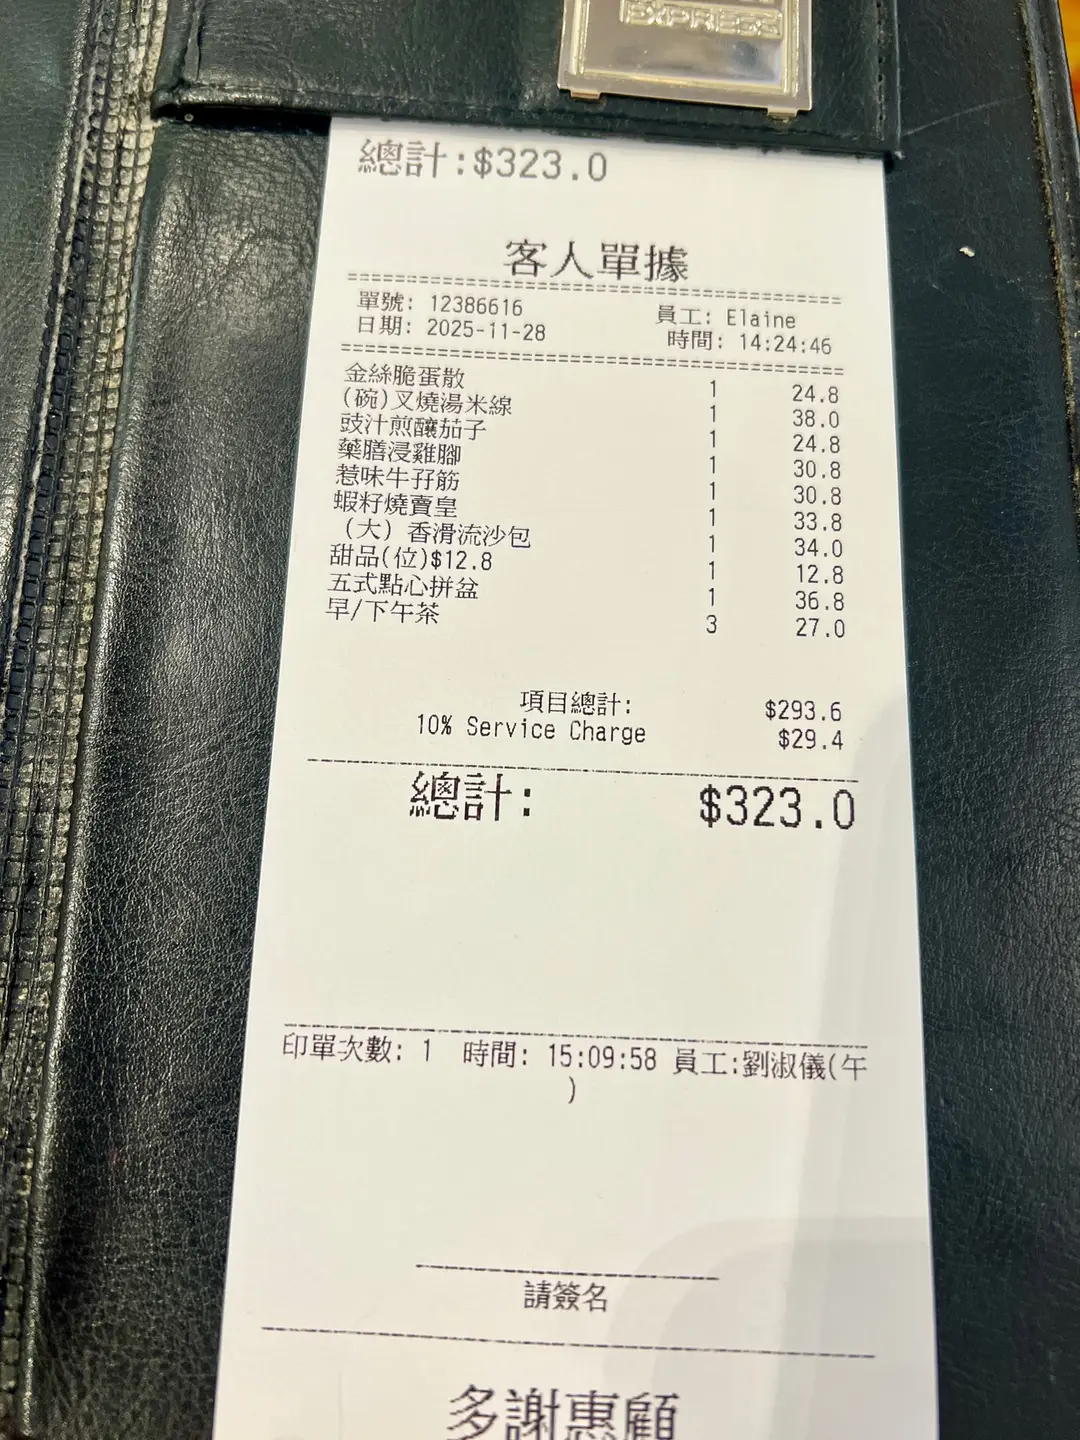 EXPRESS
總計:$323.0
客人單據
單號: 12386616 員工: Elaine
日期: 2025-11-28 時間: 14:24:46
金絲脆蛋散 1 24.8
(碗)叉燒湯米線 1 38.0
豉汁煎釀茄子 1 24.8
藥膳浸雞腳 1 30.8
惹味牛孖筋 1 30.8
蝦籽燒賣皇 1 33.8
(大) 香滑流沙包 1 34.0
甜品(位)$12.8 1 12.8
五式點心拼盆 1 36.8
早/下午茶 3 27.0
項目總計: $293.6
10% Service Charge $29.4
總計: $323.0
印單次數: 1 時間: 15:09:58 員工:劉淑儀(午
)
請簽名
多謝惠顧